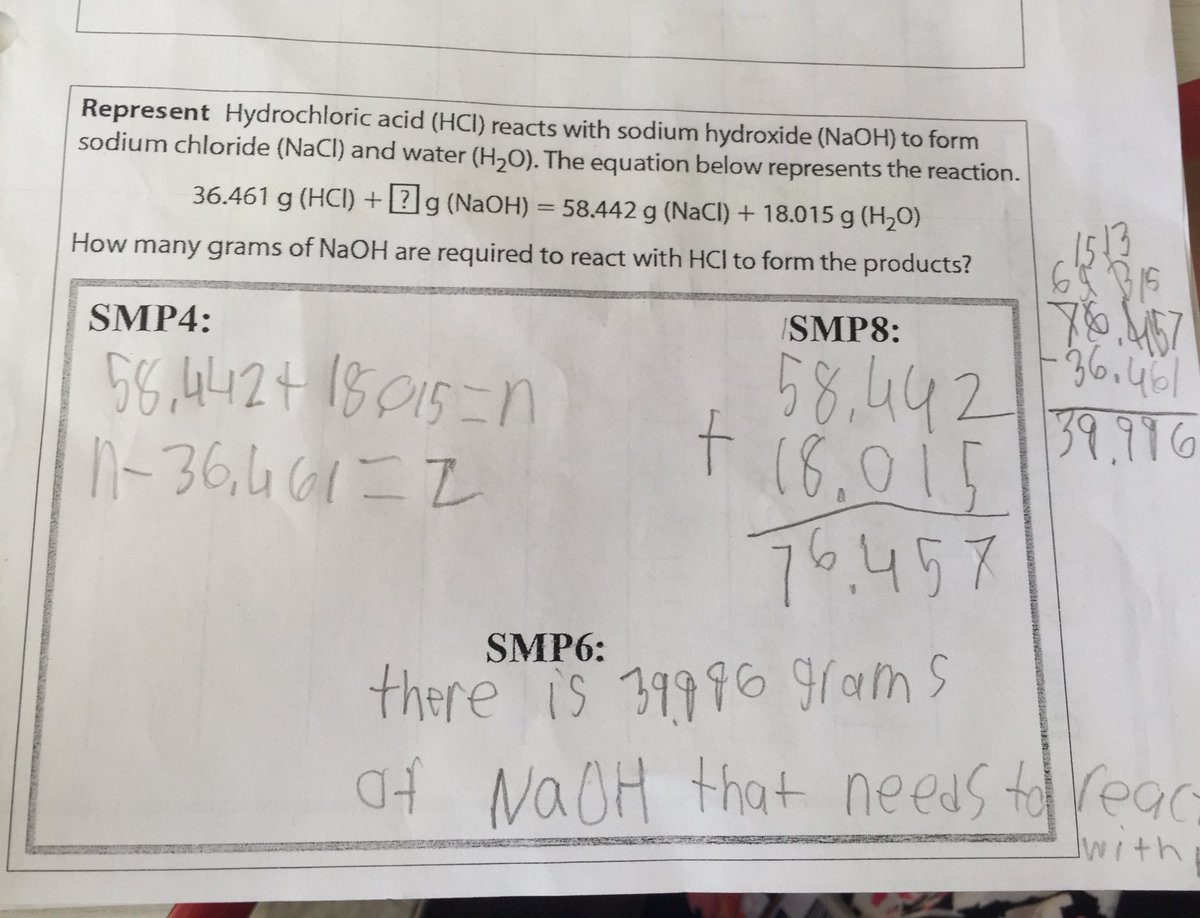 Represent Hydrochloric acid (HCl) reacts with sodium hydroxide (NaOH) to form
sodium chloride (NaCl) and water (H₂O). The equation below represents the reaction.
36.461 g (HCl) + ? g (NaOH) = 58.442 g (NaCl) + 18.015 g (H₂O)
How many grams of NaOH are required to react with HCl to form the products?
SMP4:
58.442+18.015=n
n-36.461=z
SMP8:
58.442
+ 18.015
76.457
15 13
76.457
-36.461
39.996
SMP6:
there is 39.996 grams
of NaOH that needs to react
with